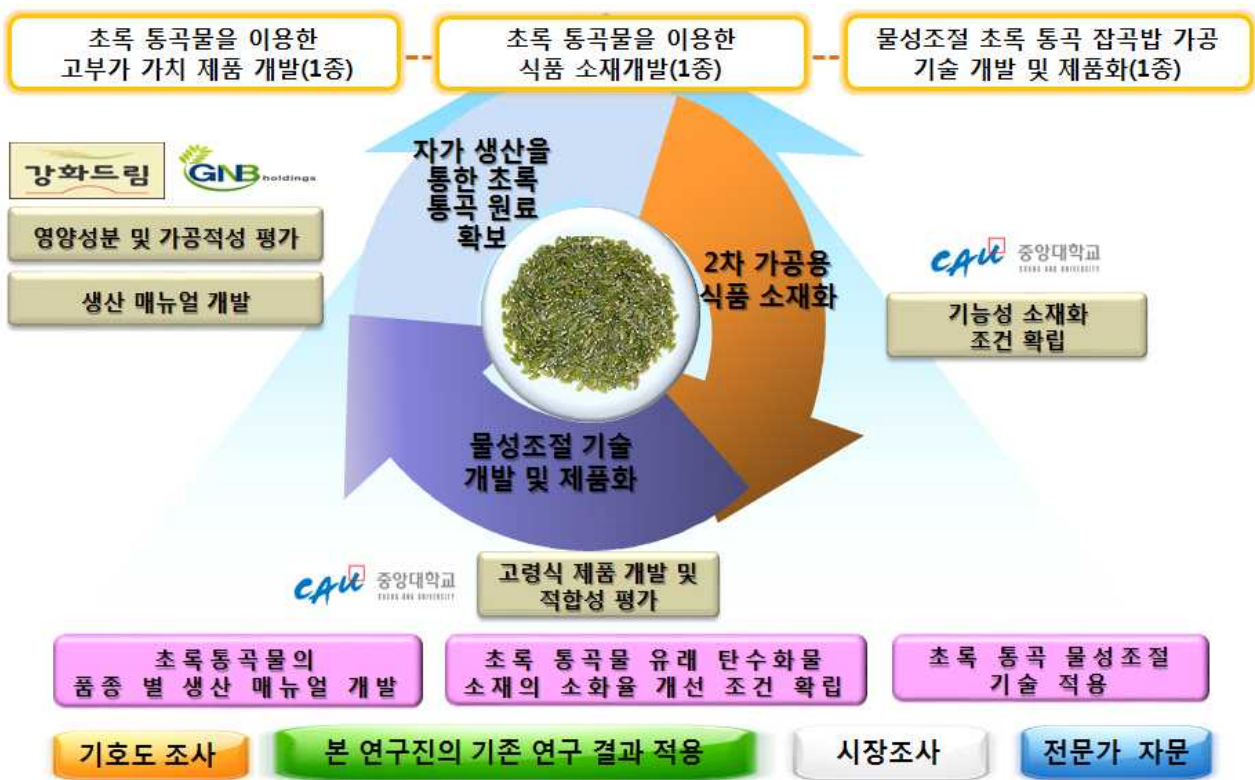 초록 통곡물을 이용한
고부가 가치 제품 개발(1종)
초록 통곡물을 이용한
식품 소재개발(1종)
물성조절 초록 통곡 잡곡밥 가공
기술 개발 및 제품화(1종)
강화드림
GNB holdings
영양성분 및 가공적성 평가
생산 매뉴얼 개발
자가 생산을
통한 초록
통곡 원료
확보
2차 가공용
식품 소재화
CAU 중앙대학교
CHUNG ANG UNIVERSITY
기능성 소재화
조건 확립
물성조절 기술
개발 및 제품화
CAU 중앙대학교
CHUNG ANG UNIVERSITY
고령식 제품 개발 및
적합성 평가
초록통곡물의
품종 별 생산 매뉴얼 개발
초록 통곡물 유래 탄수화물
소재의 소화율 개선 조건 확립
초록 통곡 물성조절
기술 적용
기호도 조사
본 연구진의 기존 연구 결과 적용
시장조사
전문가 자문